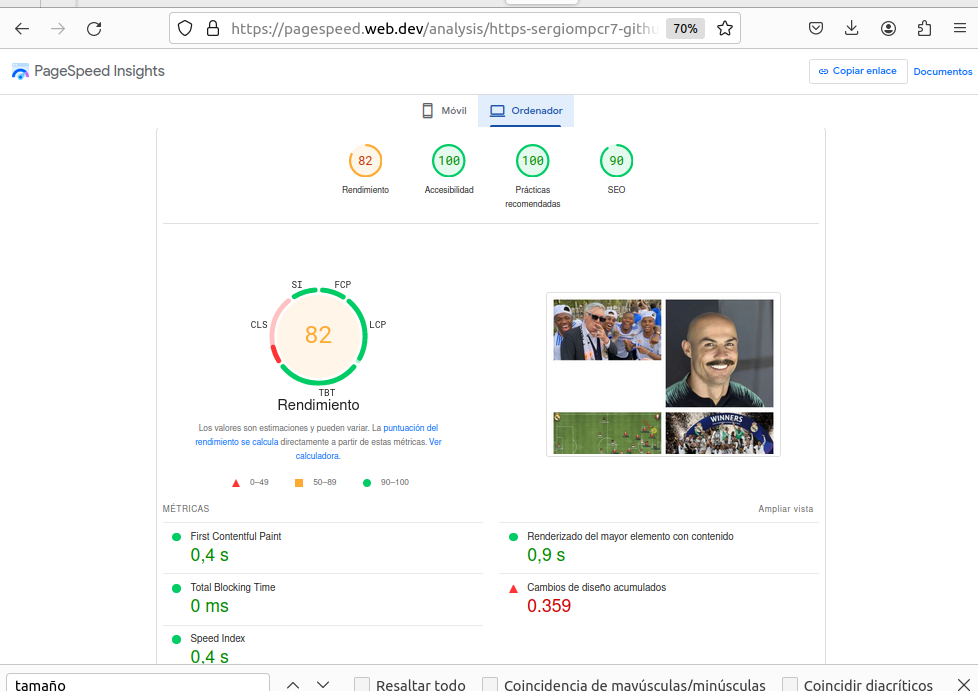 https://pagespeed.web.dev/analysis/https-sergiompcr7-githu
70%
PageSpeed Insights
Copiar enlace
Documentos
Móvil
Ordenador
82
100
100
90
Rendimiento
Accesibilidad
Prácticas
recomendadas
SEO
SI
FCP
CLS
LCP
82
TBT
Rendimiento
Los valores son estimaciones y pueden variar. La puntuación del
rendimiento se calcula directamente a partir de estas métricas. Ver
calculadora.
0–49
50–89
90–100
WINNERS
MÉTRICAS
Ampliar vista
First Contentful Paint
0,4 s
Renderizado del mayor elemento con contenido
0,9 s
Total Blocking Time
0 ms
Cambios de diseño acumulados
0.359
Speed Index
0,4 s
tamaño
Resaltar todo
Coincidencia de mayúsculas/minúsculas
Coincidir diacríticos